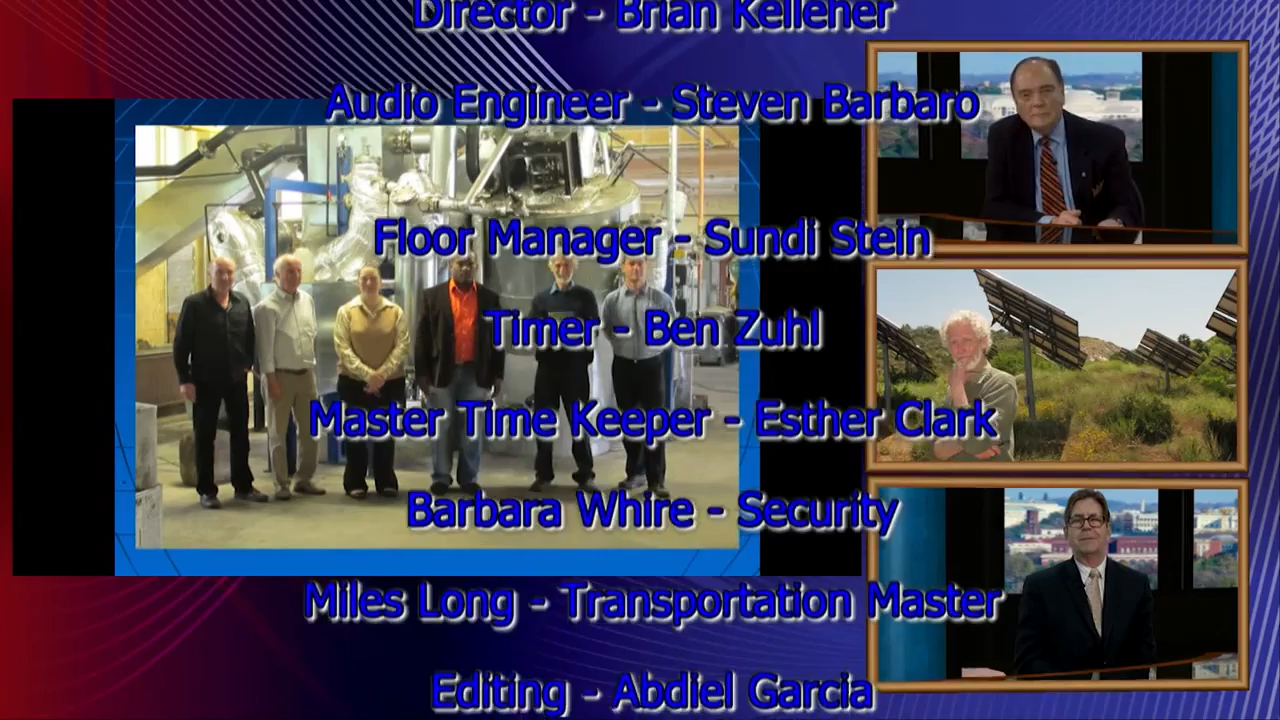 Director - Brian Kelleher
Audio Engineer - Steven Barbaro
Floor Manager - Sundi Stein
Timer - Ben Zuhl
Master Time Keeper - Esther Clark
Barbara Whire - Security
Miles Long - Transportation Master
Editing - Abdiel Garcia